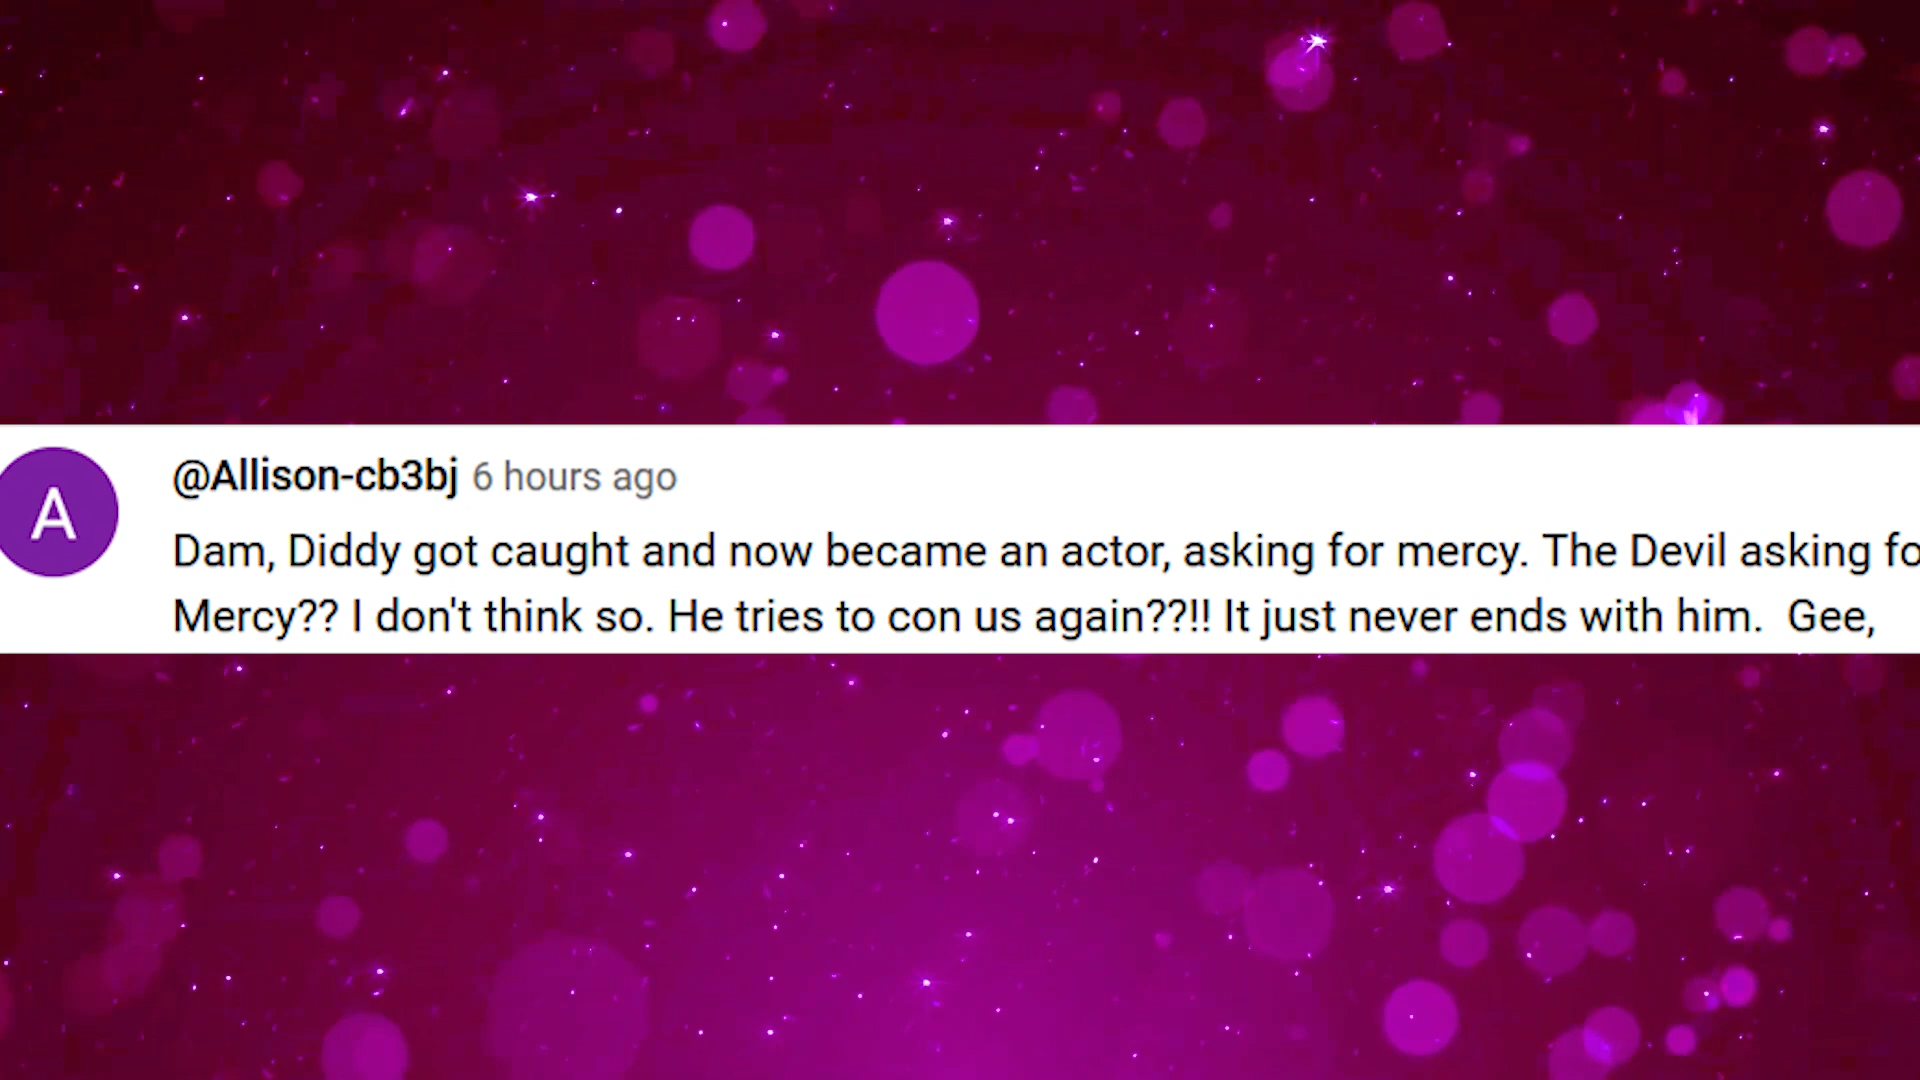 A
@Allison-cb3bj 6 hours ago
Dam, Diddy got caught and now became an actor, asking for mercy. The Devil asking fo
Mercy?? I don't think so. He tries to con us again??!! It just never ends with him.  Gee,